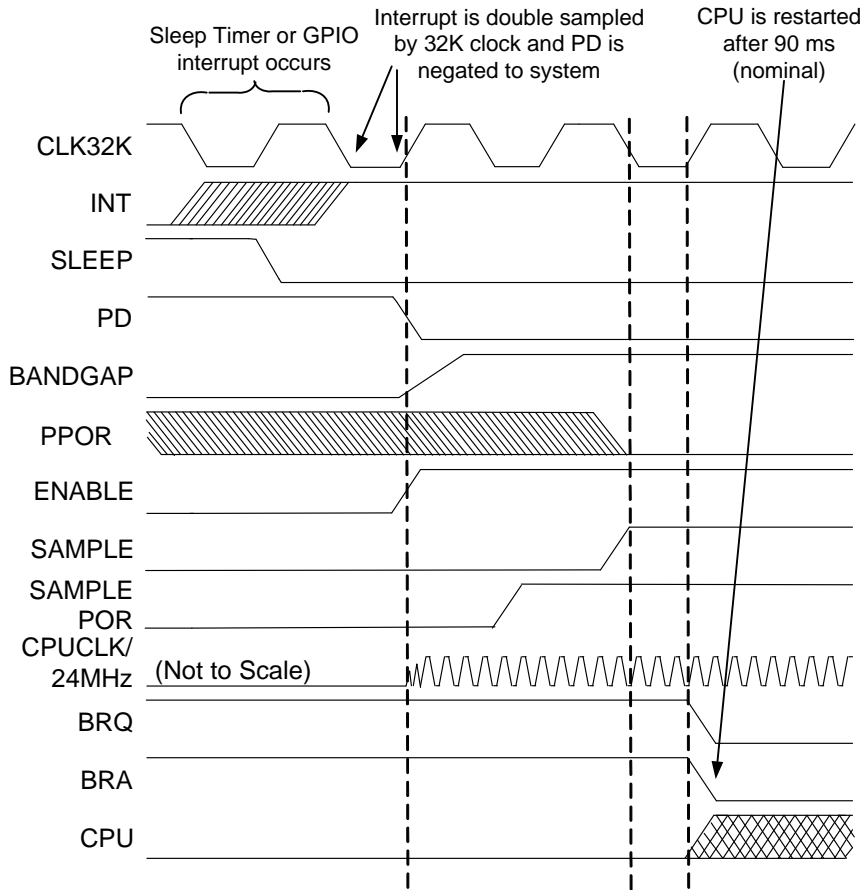 Sleep Timer or GPIO
interrupt occurs
Interrupt is double sampled
by 32K clock and PD is
negated to system
CPU is restarted
after 90 ms
(nominal)
CLK32K
INT
SLEEP
PD
BANDGAP
PPOR
ENABLE
SAMPLE
SAMPLE
POR
CPUCLK/
24MHz
(Not to Scale)
BRQ
BRA
CPU